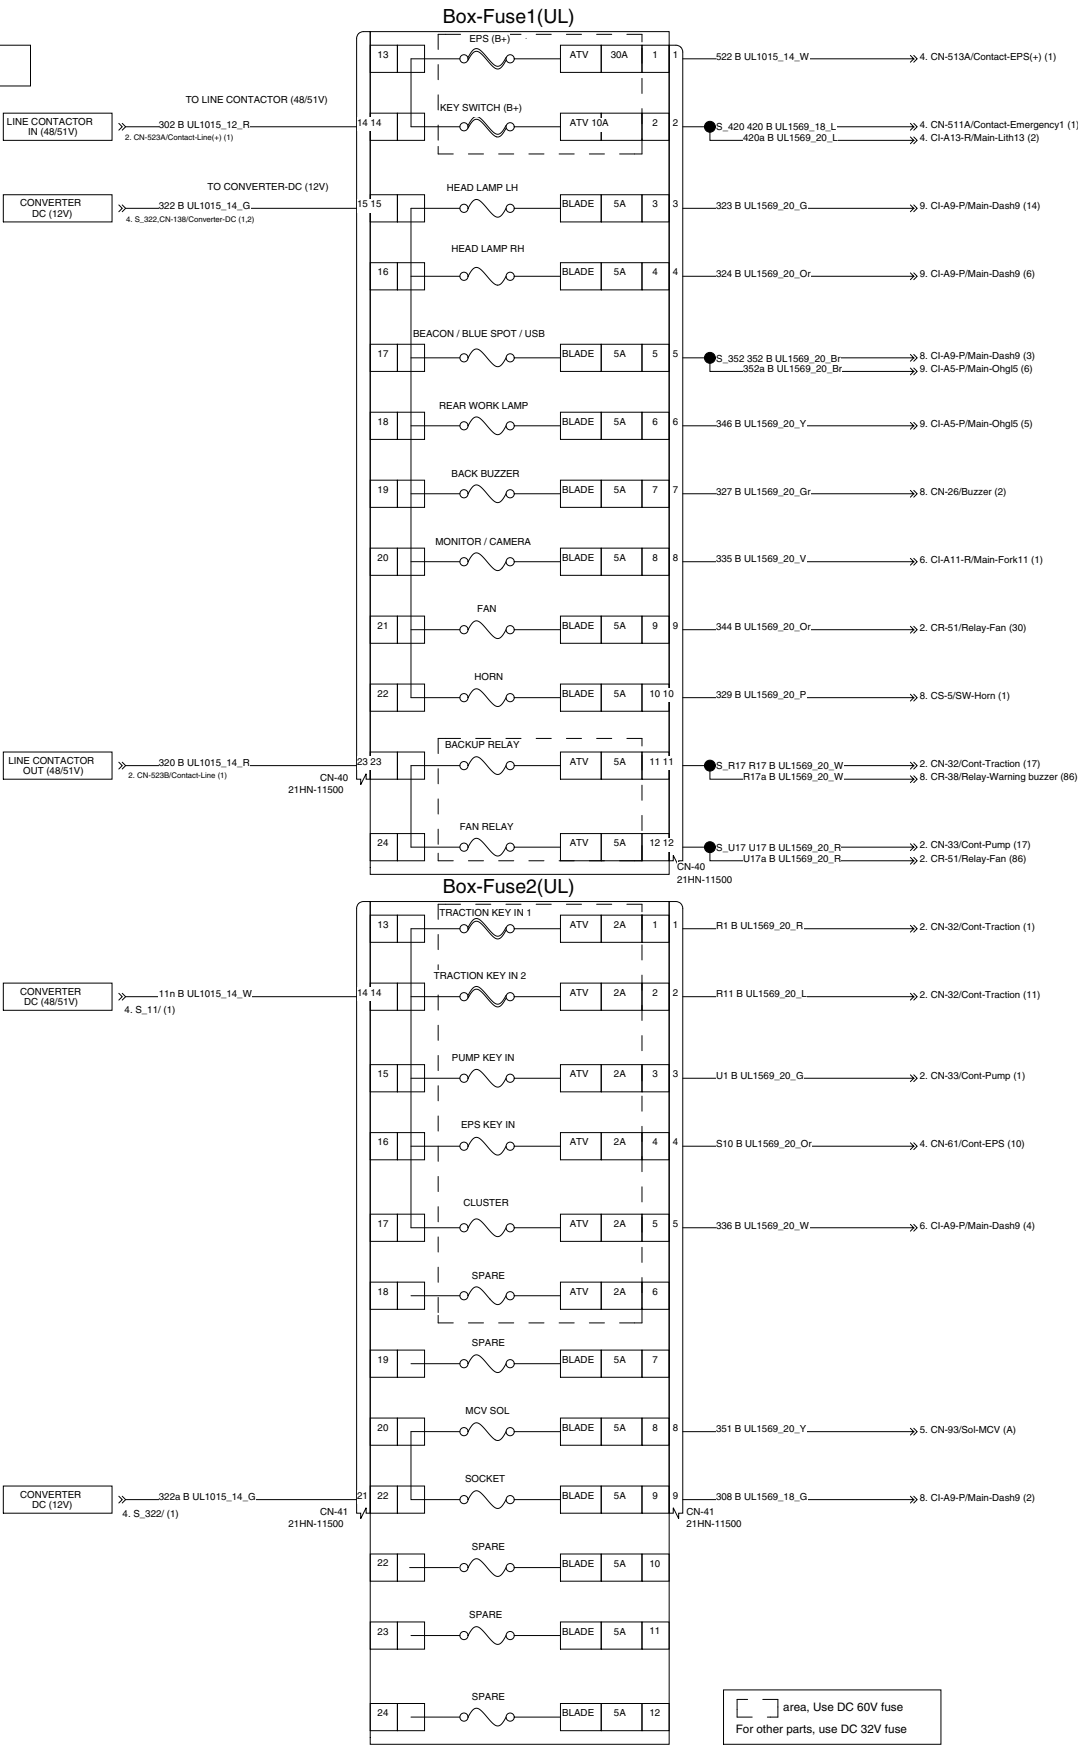 Box-Fuse1(UL)
EPS (B+)
13 ATV 30A 1 1 522 B UL1015_14_W 4. CN-513A/Contact-EPS(+) (1)
TO LINE CONTACTOR (48/51V)
KEY SWITCH (B+)
LINE CONTACTOR
IN (48/51V)
302 B UL1015_12_R
2. CN-523A/Contact-Line(+) (1)
14 14 ATV 10A 2 2 S_420 420 B UL1569_18_L 4. CN-511A/Contact-Emergency1 (1)
420a B UL1569_20_L 4. CI-A13-R/Main-Lith13 (2)
TO CONVERTER-DC (12V)
HEAD LAMP LH
CONVERTER
DC (12V)
322 B UL1015_14_G
4. S_322,CN-138/Converter-DC (1,2)
15 15 BLADE 5A 3 3 323 B UL1569_20_G 9. CI-A9-P/Main-Dash9 (14)
HEAD LAMP RH
16 BLADE 5A 4 4 324 B UL1569_20_Or 9. CI-A9-P/Main-Dash9 (6)
BEACON / BLUE SPOT / USB
17 BLADE 5A 5 5 S_352 352 B UL1569_20_Br 8. CI-A9-P/Main-Dash9 (3)
352a B UL1569_20_Br 9. CI-A5-P/Main-Ohgl5 (6)
REAR WORK LAMP
18 BLADE 5A 6 6 346 B UL1569_20_Y 9. CI-A5-P/Main-Ohgl5 (5)
BACK BUZZER
19 BLADE 5A 7 7 327 B UL1569_20_Gr 8. CN-26/Buzzer (2)
MONITOR / CAMERA
20 BLADE 5A 8 8 335 B UL1569_20_V 6. CI-A11-R/Main-Fork11 (1)
FAN
21 BLADE 5A 9 9 344 B UL1569_20_Or 2. CR-51/Relay-Fan (30)
HORN
22 BLADE 5A 10 10 329 B UL1569_20_P 8. CS-5/SW-Horn (1)
BACKUP RELAY
LINE CONTACTOR
OUT (48/51V)
320 B UL1015_14_R
2. CN-523B/Contact-Line (1)
23 23 ATV 5A 11 11 S_R17 R17 B UL1569_20_W 2. CN-32/Cont-Traction (17)
R17a B UL1569_20_W 8. CR-38/Relay-Warning buzzer (86)
CN-40
21HN-11500
FAN RELAY
24 ATV 5A 12 12 S_U17 U17 B UL1569_20_R 2. CN-33/Cont-Pump (17)
U17a B UL1569_20_R 2. CR-51/Relay-Fan (86)
CN-40
21HN-11500
Box-Fuse2(UL)
TRACTION KEY IN 1
13 ATV 2A 1 1 R1 B UL1569_20_R 2. CN-32/Cont-Traction (1)
TRACTION KEY IN 2
CONVERTER
DC (48/51V)
11n B UL1015_14_W
4. S_11/ (1)
14 14 ATV 2A 2 2 R11 B UL1569_20_L 2. CN-32/Cont-Traction (11)
PUMP KEY IN
15 ATV 2A 3 3 U1 B UL1569_20_G 2. CN-33/Cont-Pump (1)
EPS KEY IN
16 ATV 2A 4 4 S10 B UL1569_20_Or 4. CN-61/Cont-EPS (10)
CLUSTER
17 ATV 2A 5 5 336 B UL1569_20_W 6. CI-A9-P/Main-Dash9 (4)
SPARE
18 ATV 2A 6
SPARE
19 BLADE 5A 7
MCV SOL
20 BLADE 5A 8 8 351 B UL1569_20_Y 5. CN-93/Sol-MCV (A)
SOCKET
CONVERTER
DC (12V)
322a B UL1015_14_G
4. S_322/ (1)
21 22 BLADE 5A 9 9 308 B UL1569_18_G 8. CI-A9-P/Main-Dash9 (2)
CN-41
21HN-11500
CN-41
21HN-11500
SPARE
22 BLADE 5A 10
SPARE
23 BLADE 5A 11
SPARE
24 BLADE 5A 12
area, Use DC 60V fuse
For other parts, use DC 32V fuse